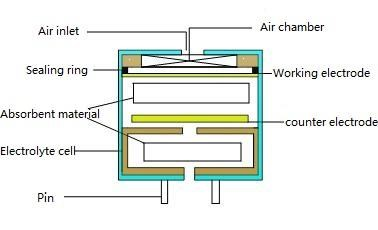 Air inlet
Air chamber
Sealing ring
Working electrode
Absorbent material
counter electrode
Electrolyte cell
Pin